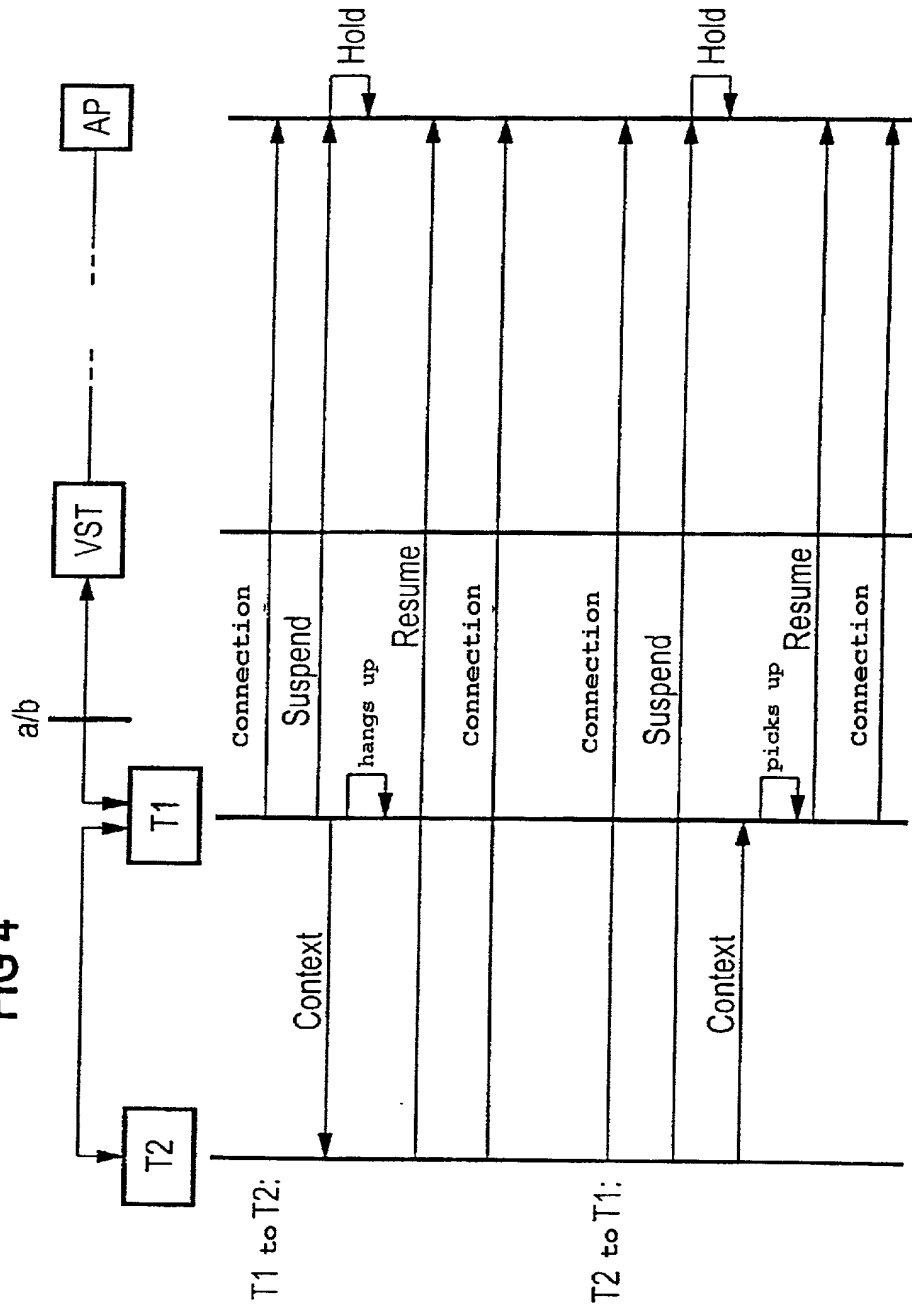 FIG 4
T2
T1
a/b
VST
AP
T1 to T2:
Connection
Suspend
Hold
Context
hangs up
Resume
Connection
T2 to T1:
Connection
Suspend
Hold
Context
picks up
Resume
Connection